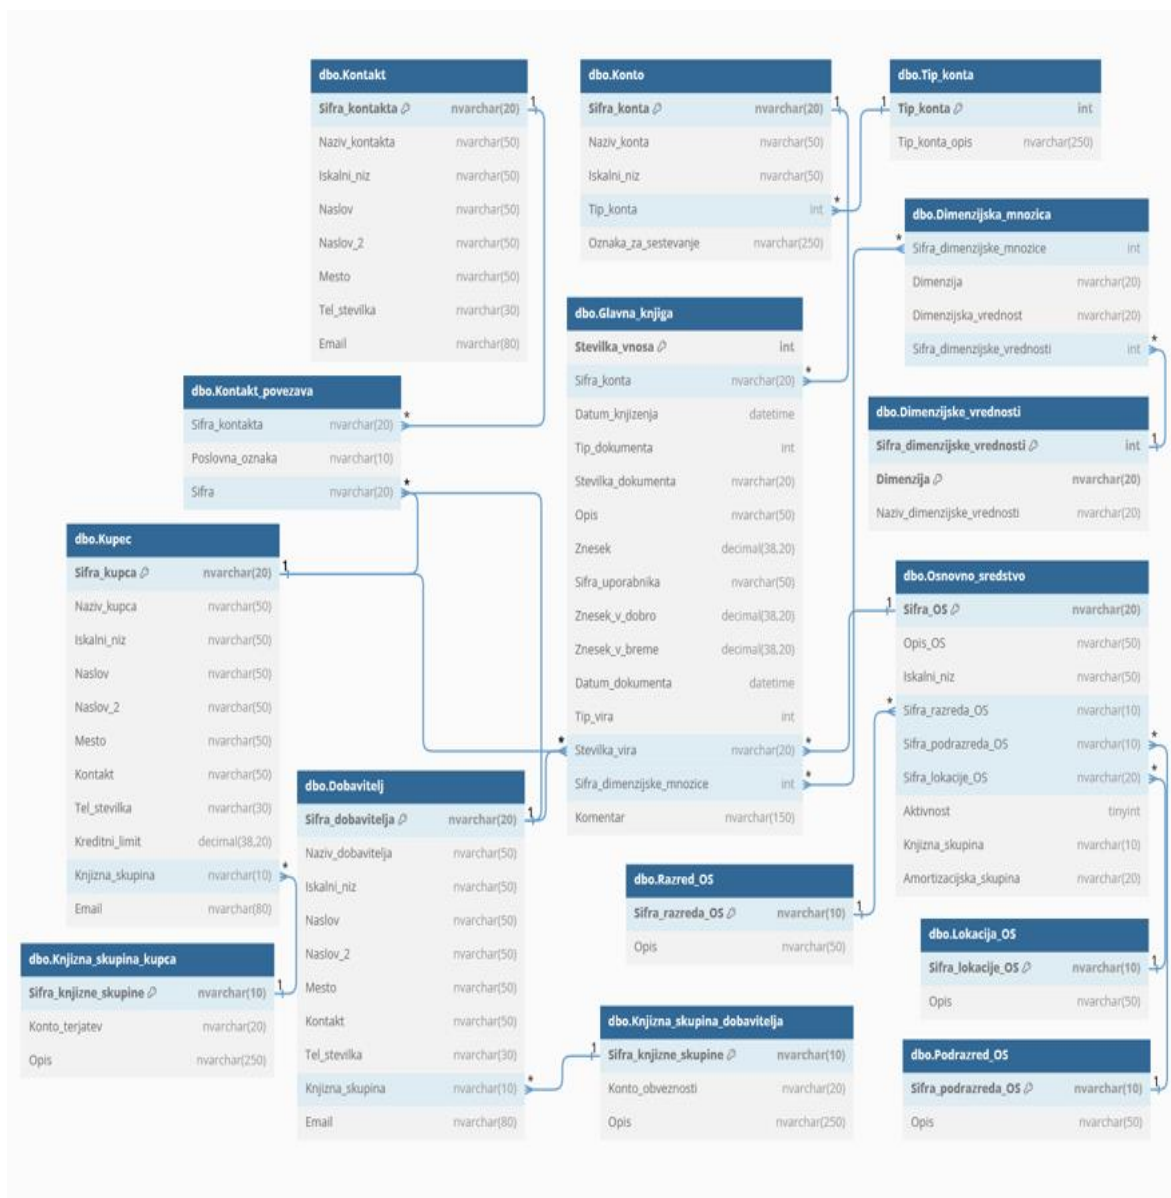 dbo.Kontakt
Sifra_kontakta nvarchar(20) 1
Naziv_kontakta nvarchar(50)
Iskalni_niz nvarchar(50)
Naslov nvarchar(50)
Naslov_2 nvarchar(50)
Mesto nvarchar(50)
Tel_stevilka nvarchar(30)
Email nvarchar(80)
dbo.Konto
Sifra_konta nvarchar(20) 1
Naziv_konta nvarchar(50)
Iskalni_niz nvarchar(50)
Tip_konta int *
Oznaka_za_sestevanje nvarchar(250)
dbo.Tip_konta
1 Tip_konta int
Tip_konta_opis nvarchar(250)
dbo.Dimenzijska_mnozica
* Sifra_dimenzijske_mnozice int
Dimenzija nvarchar(20)
Dimenzijska_vrednost nvarchar(20)
Sifra_dimenzijske_vrednosti int *
dbo.Glavna_knjiga
Stevilka_vnosa int
Sifra_konta nvarchar(20) *
Datum_knjizenja datetime
Tip_dokumenta int
Stevilka_dokumenta nvarchar(20)
Opis nvarchar(50)
Znesek decimal(38,20)
Sifra_uporabnika nvarchar(50)
Znesek_v_dobro decimal(38,20)
Znesek_v_breme decimal(38,20)
Datum_dokumenta datetime
Tip_vira int
* Stevilka_vira nvarchar(20) *
Sifra_dimenzijske_mnozice int *
Komentar nvarchar(150)
dbo.Kontakt_povezava
Sifra_kontakta nvarchar(20) *
Poslovna_oznaka nvarchar(10)
Sifra nvarchar(20) *
dbo.Dimenzijske_vrednosti
Sifra_dimenzijske_vrednosti int 1
Dimenzija nvarchar(20)
Naziv_dimenzijske_vrednosti nvarchar(20)
dbo.Kupec
Sifra_kupca nvarchar(20) 1
Naziv_kupca nvarchar(50)
Iskalni_niz nvarchar(50)
Naslov nvarchar(50)
Naslov_2 nvarchar(50)
Mesto nvarchar(50)
Kontakt nvarchar(50)
Tel_stevilka nvarchar(30)
Kreditni_limit decimal(38,20)
Knjizna_skupina nvarchar(10) *
Email nvarchar(80)
dbo.Osnovno_sredstvo
1 Sifra_OS nvarchar(20)
Opis_OS nvarchar(50)
Iskalni_niz nvarchar(50)
* Sifra_razreda_OS nvarchar(10)
Sifra_podrazreda_OS nvarchar(10) *
Sifra_lokacije_OS nvarchar(20) *
Aktivnost tinyint
Knjizna_skupina nvarchar(10)
Amortizacijska_skupina nvarchar(20)
dbo.Dobavitelj
Sifra_dobavitelja nvarchar(20) 1
Naziv_dobavitelja nvarchar(50)
Iskalni_niz nvarchar(50)
Naslov nvarchar(50)
Naslov_2 nvarchar(50)
Mesto nvarchar(50)
Kontakt nvarchar(50)
Tel_stevilka nvarchar(30)
Knjizna_skupina nvarchar(10) *
Email nvarchar(80)
dbo.Razred_OS
Sifra_razreda_OS nvarchar(10) 1
Opis nvarchar(50)
dbo.Lokacija_OS
Sifra_lokacije_OS nvarchar(10) 1
Opis nvarchar(50)
dbo.Knjizna_skupina_kupca
Sifra_knjizne_skupine nvarchar(10) 1
Konto_terjatev nvarchar(20)
Opis nvarchar(250)
dbo.Knjizna_skupina_dobavitelja
1 Sifra_knjizne_skupine nvarchar(10)
Konto_obveznosti nvarchar(20)
Opis nvarchar(250)
dbo.Podrazred_OS
Sifra_podrazreda_OS nvarchar(10) 1
Opis nvarchar(50)